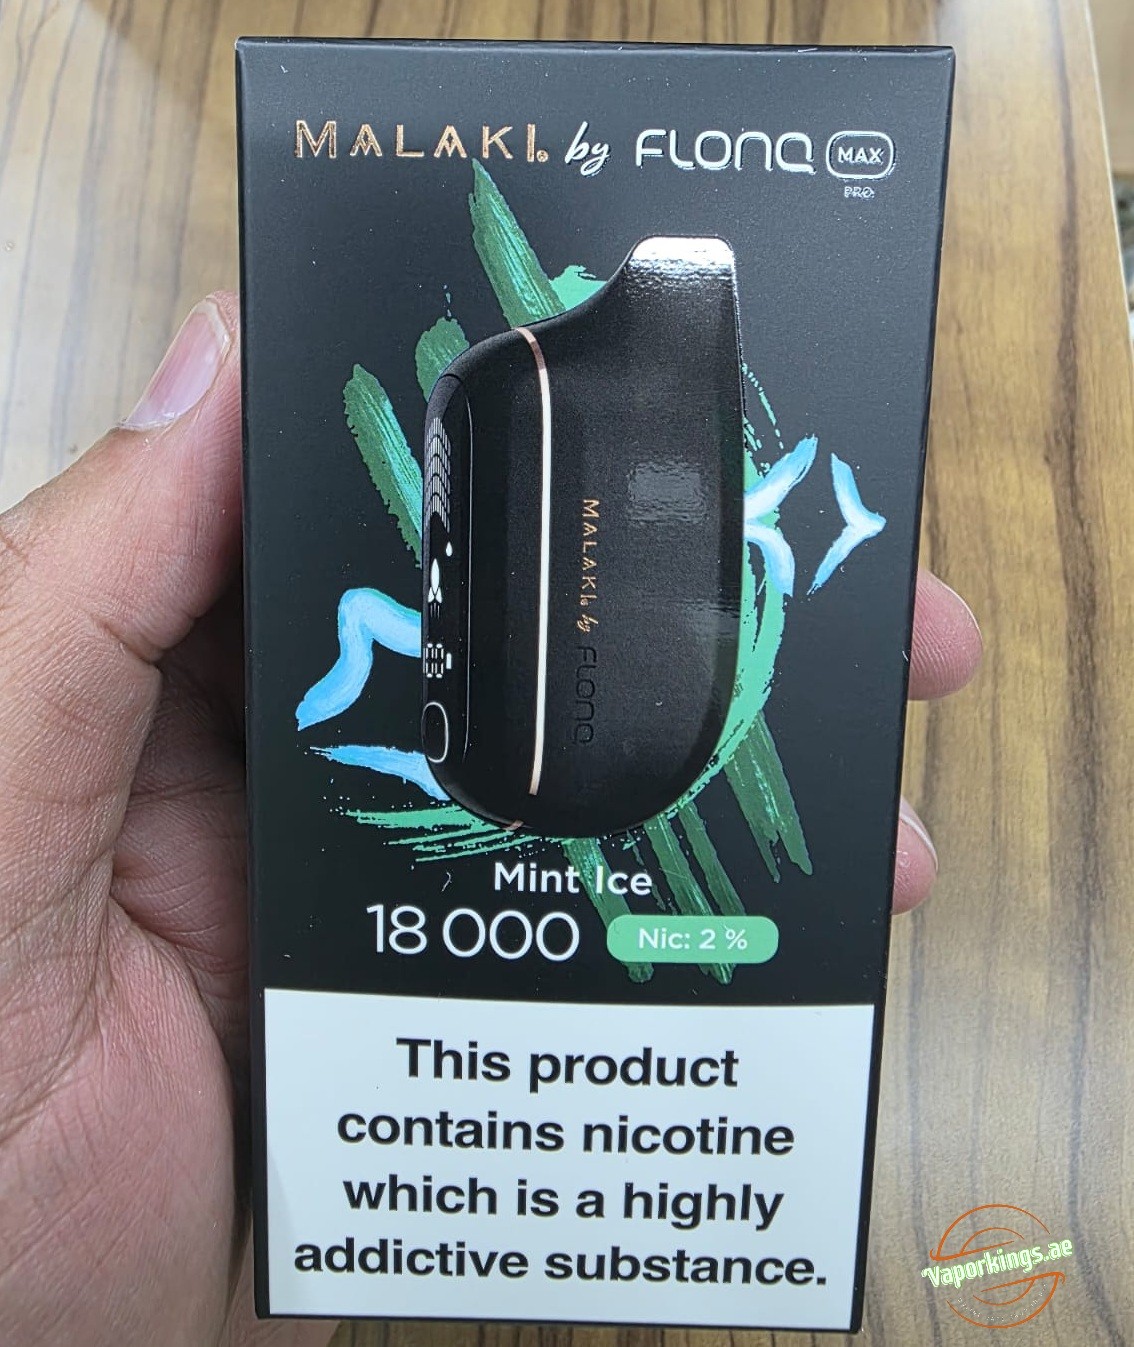 MALAKI. by FLONQ MAX
PRO
MALAKI. by FLONQ
Mint Ice
18 000 Nic: 2 %
This product
contains nicotine
which is a highly
addictive substance.
Vaporkings.ae